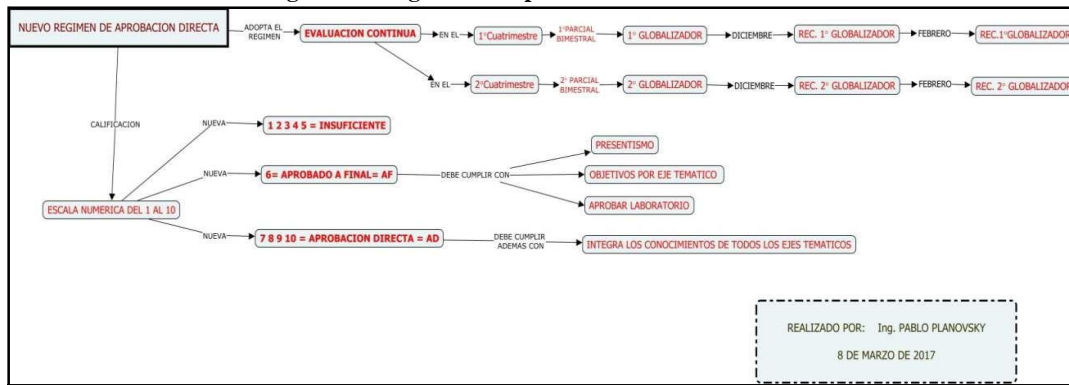 NUEVO REGIMEN DE APROBACION DIRECTA
ADOPTA EL
REGIMEN
EVALUACION CONTINUA
EN EL
1°Cuatrimestre
1°PARCIAL
BIMESTRAL
1° GLOBALIZADOR
DICIEMBRE
REC. 1° GLOBALIZADOR
FEBRERO
REC.1°GLOBALIZADOR
EN EL
2°Cuatrimestre
2° PARCIAL
BIMESTRAL
2° GLOBALIZADOR
DICIEMBRE
REC. 2° GLOBALIZADOR
FEBRERO
REC. 2° GLOBALIZADOR
CALIFICACION
ESCALA NUMERICA DEL 1 AL 10
NUEVA
1 2 3 4 5 = INSUFICIENTE
NUEVA
6= APROBADO A FINAL= AF
DEBE CUMPLIR CON
PRESENTISMO
OBJETIVOS POR EJE TEMATICO
APROBAR LABORATORIO
NUEVA
7 8 9 10 = APROBACION DIRECTA = AD
DEBE CUMPLIR
ADEMAS CON
INTEGRA LOS CONOCIMIENTOS DE TODOS LOS EJES TEMATICOS
REALIZADO POR: Ing. PABLO PLANOVSKY
8 DE MARZO DE 2017